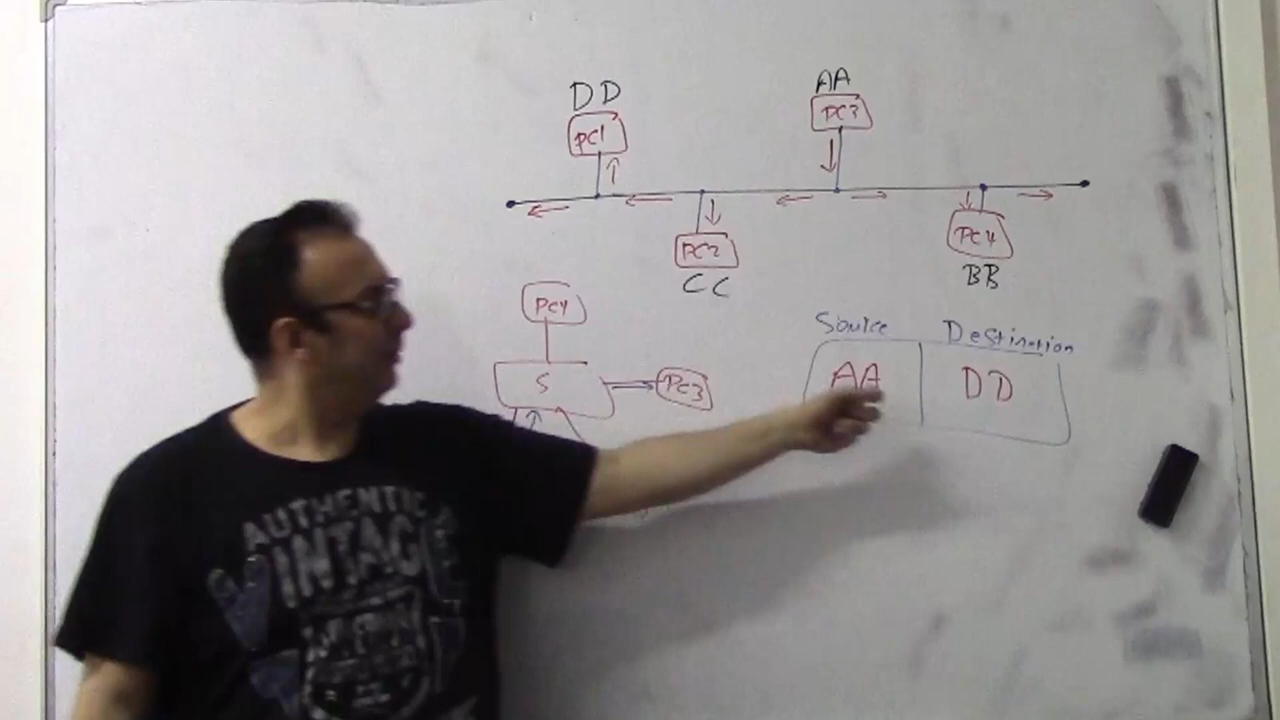 DD
AA
PC1
PC3
PC2
PC4
CC
BB
PC4
Source
Destination
S
PC3
AA
DD
AUTHENTIC
VINTAGE